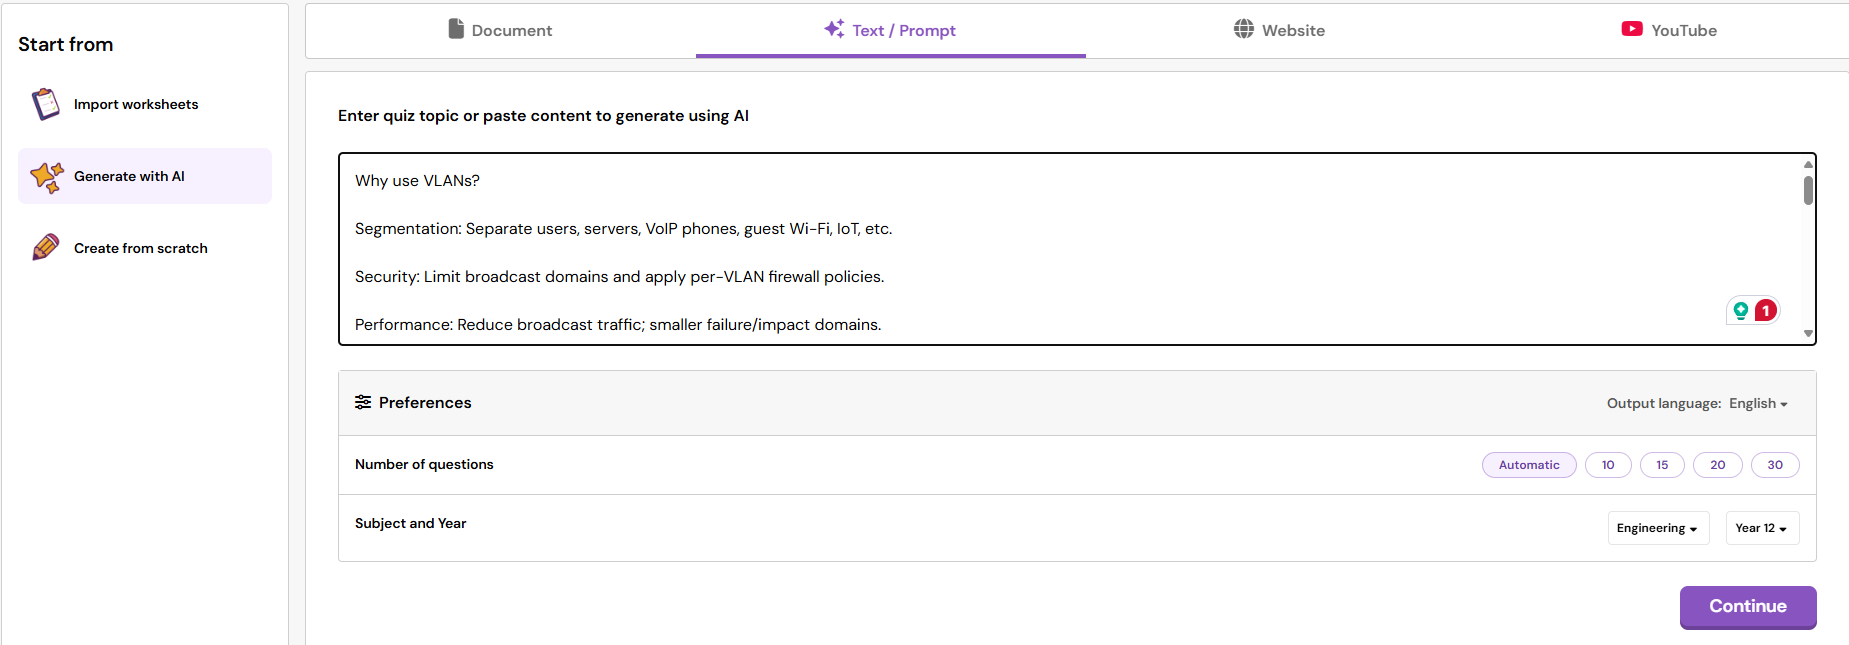 Start from
Import worksheets
Generate with AI
Create from scratch
Document
Text / Prompt
Website
YouTube
Enter quiz topic or paste content to generate using AI
Why use VLANs?
Segmentation: Separate users, servers, VoIP phones, guest Wi-Fi, IoT, etc.
Security: Limit broadcast domains and apply per-VLAN firewall policies.
Performance: Reduce broadcast traffic; smaller failure/impact domains.
1
Preferences
Output language: English
Number of questions
Automatic 10 15 20 30
Subject and Year
Engineering Year 12
Continue